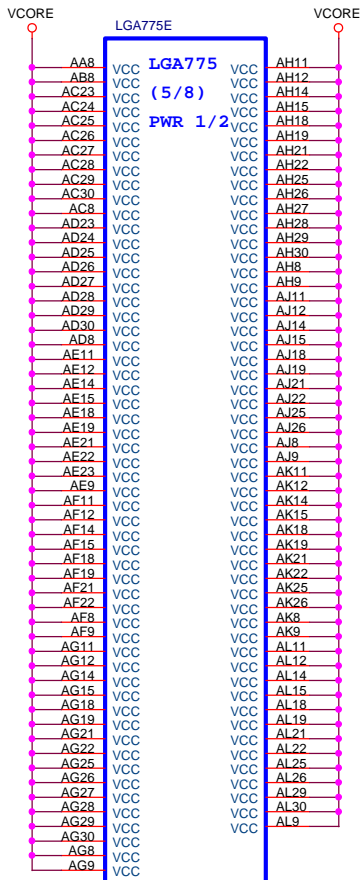 VCORE VCORE
LGA775E
AA8 VCC LGA775 VCC AH11
AB8 VCC VCC AH12
AC23 VCC (5/8) VCC AH14
AC24 VCC VCC AH15
AC25 VCC PWR 1/2 VCC AH18
AC26 VCC VCC AH19
AC27 VCC VCC AH21
AC28 VCC VCC AH22
AC29 VCC VCC AH25
AC30 VCC VCC AH26
AC8 VCC VCC AH27
AD23 VCC VCC AH28
AD24 VCC VCC AH29
AD25 VCC VCC AH30
AD26 VCC VCC AH8
AD27 VCC VCC AH9
AD28 VCC VCC AJ11
AD29 VCC VCC AJ12
AD30 VCC VCC AJ14
AD8 VCC VCC AJ15
AE11 VCC VCC AJ18
AE12 VCC VCC AJ19
AE14 VCC VCC AJ21
AE15 VCC VCC AJ22
AE18 VCC VCC AJ25
AE19 VCC VCC AJ26
AE21 VCC VCC AJ8
AE22 VCC VCC AJ9
AE23 VCC VCC AK11
AE9 VCC VCC AK12
AF11 VCC VCC AK14
AF12 VCC VCC AK15
AF14 VCC VCC AK18
AF15 VCC VCC AK19
AF18 VCC VCC AK21
AF19 VCC VCC AK22
AF21 VCC VCC AK25
AF22 VCC VCC AK26
AF8 VCC VCC AK8
AF9 VCC VCC AK9
AG11 VCC VCC AL11
AG12 VCC VCC AL12
AG14 VCC VCC AL14
AG15 VCC VCC AL15
AG18 VCC VCC AL18
AG19 VCC VCC AL19
AG21 VCC VCC AL21
AG22 VCC VCC AL22
AG25 VCC VCC AL25
AG26 VCC VCC AL26
AG27 VCC VCC AL29
AG28 VCC VCC AL30
AG29 VCC VCC AL9
AG30 VCC
AG8 VCC
AG9 VCC